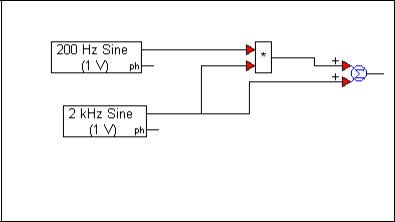 200 Hz Sine
(1 V)
ph
*
+
+
Σ
2 kHz Sine
(1 V)
ph